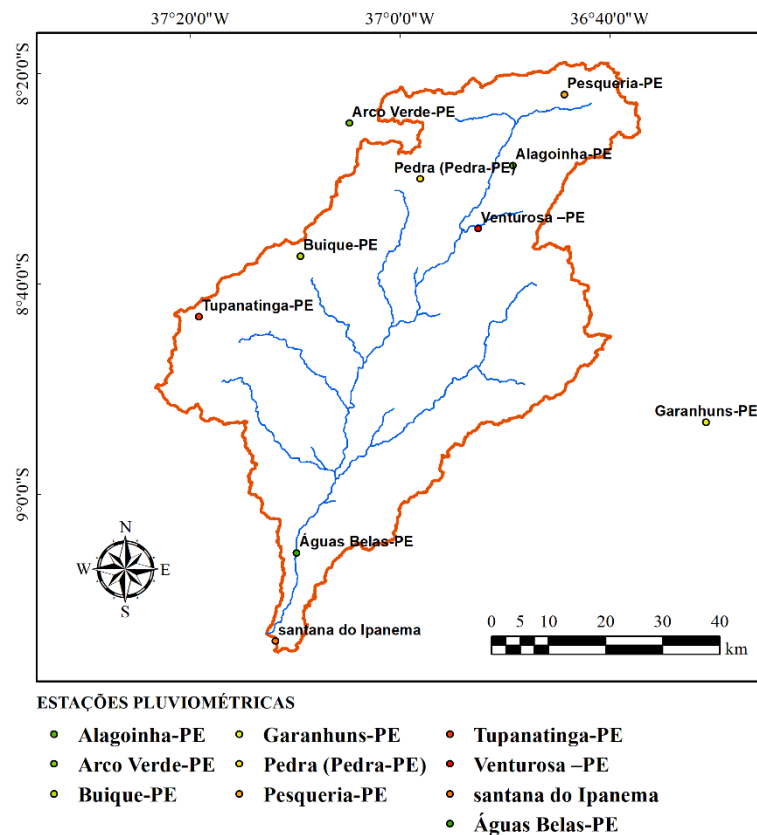 37°20'0"W 37°0'0"W 36°40'0"W
8°20'0"S
Pesqueria-PE
Arco Verde-PE
Alagoinha-PE
Pedra (Pedra-PE)
Venturosa –PE
Buique-PE
8°40'0"S
Tupanatinga-PE
Garanhuns-PE
9°0'0"S
Águas Belas-PE
N
W E
S
santana do Ipanema
0 5 10 20 30 40
km
ESTAÇÕES PLUVIOMÉTRICAS
Alagoinha-PE Garanhuns-PE Tupanatinga-PE
Arco Verde-PE Pedra (Pedra-PE) Venturosa –PE
Buique-PE Pesqueria-PE santana do Ipanema
Águas Belas-PE